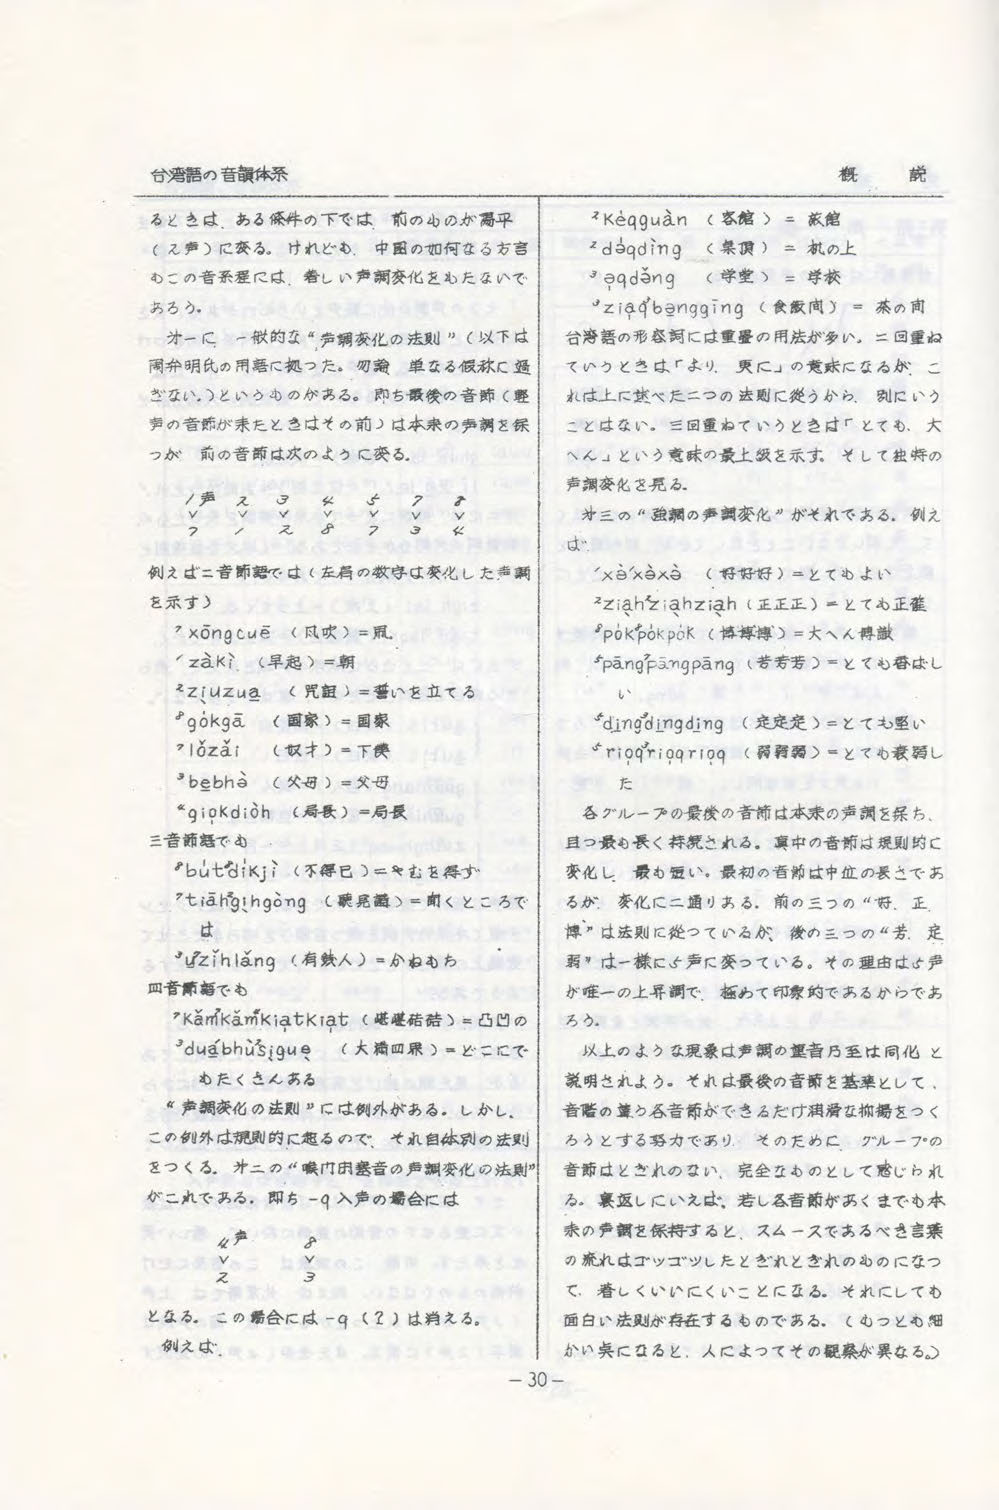 台湾語の音韻体系
概　説
るときは、ある條件の下では、前のものが高平
(2声)に変る。けれども、中国の如何なる方言
もこの音系程には、着しい声調変化をもたないで
あろう。
才一に、一般的な“声調変化の法則”(以下は
周弁明氏の用語に拠った。勿論、単なる假称に過
ぎない。)というものがある。即ち最後の音節(軽
声の音節が来たときはその前)は本来の声調を保
つが、前の音節は次のように変る。
1声 2 3 4 5 7 8
v v v v v v v
7 1 2 8 7 3 4
例えば二音節語では(左肩の数字は変化した声調
を示す)
⁷xōngcuē (风吹)=凧
¹zàkì (早起)=朝
²ziuzua (咒詛)=誓いを立てる
⁸gókgā (国家)=国家
⁷lǒzǎi (奴才)=下僕
³bebhè (父母)=父母
⁴giokdiòh (局長)=局長
三音節語でも
⁸bút⁸díkjì (不得已)=やむを得ず
⁷tiāh²gihgòng (聴見講)=聞くところで
は
³u²zihlǎng (有銭人)=かねもち
四音節語でも
⁷Kǎm⁷KǎmKiatKiat (嵁嵁硈硈)=凸凹の
³dua⁴bhǔ³sigue (大滿四界)=どこにで
もたくさんある
“声調変化の法則”には例外がある。しかし、
この例外は規則的に起るので、それ自体別の法則
をつくる。才二の“喉门闭塞音の声調変化の法則”
がこれである。即ち -q 入声の場合には
4声 8
v v
2 3
となる。この場合には -q (ʔ)は消える。
例えば、
²Kéqguàn (客館) = 旅館
²dóqdìng (桌頂) = 机の上
³ǝqdǎng (学堂) = 学校
³ziaq³bǝnggīng (食飯间) = 茶の间
台湾語の形容詞には重疊の用法が多い。二回重ね
ていうときは「より、更に」の意味になるが、こ
れは上に述べた二つの法則に従うから、別にいう
ことはない。三回重ねていうときは「とても、大
へん」という意味の最上級を示す。そして独特の
声調変化を見る。
才三の“強調の声調変化”がそれである。例え
ば、
¹xǝ̀¹xǝ̀xǝ̀ (好好好)=とてもよい
²ziah²ziahziah (正正正)=とても正確
⁸pók⁸pókpók (博博博)=大へん博識
⁵pāng⁷pāngpāng (芳芳芳)=とても香ばし
い
⁵ding³dingding (定定定)=とても堅い
⁵rioq³rioqrioq (弱弱弱)=とても衰弱し
た
各グループの最後の音節は本来の声調を保ち、
且つ最も長く持続される。真中の音節は規則的に
変化し、最も短い。最初の音節は中位の長さであ
るが、変化に二通りある。前の三つの“好、正、
博”は法則に從っているが、後の三つの“芳、定
弱”は一様に5声に変っている。その理由は5声
が唯一の上昇調で、極めて印象的であるからであ
ろう。
以上のような現象は声調の諧音乃至は同化と
説明されよう。それは最後の音節を基準として、
音階の違う各音節ができるだけ円滑な抑揚をつく
ろうとする努力であり、そのために、グループの
音節はとぎれのない、完全なものとして感じられ
る。裏返しにいえば、若し各音節があくまでも本
来の声調を保持すると、スムースであるべき言葉
の流れはゴツゴツしたとぎれとぎれのものになっ
て、着しくいいにくいことになる。それにしても
面白い法則が存在するものである。(もっとも細
かい点になると、人によってその観察が異なる。)
-30-